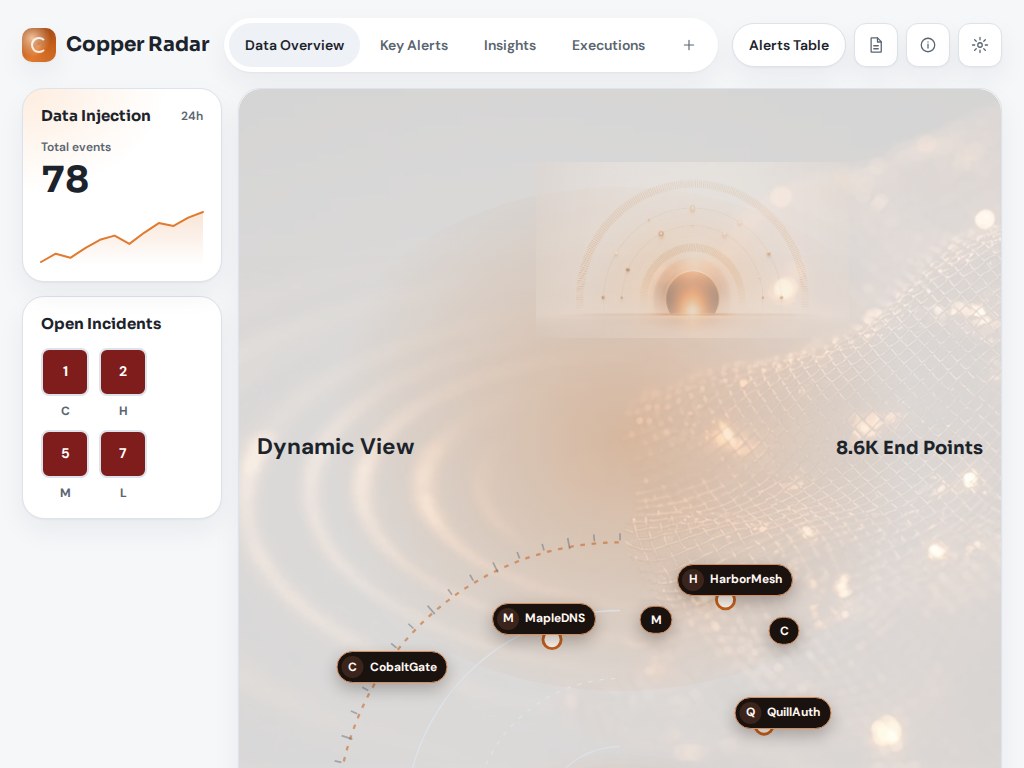 C Copper Radar
Data Overview
Key Alerts
Insights
Executions
+
Alerts Table
Data Injection 24h
Total events
78
Open Incidents
1 2
C H
5 7
M L
Dynamic View
8.6K End Points
H HarborMesh
M MapleDNS
M
C
C CobaltGate
Q QuillAuth